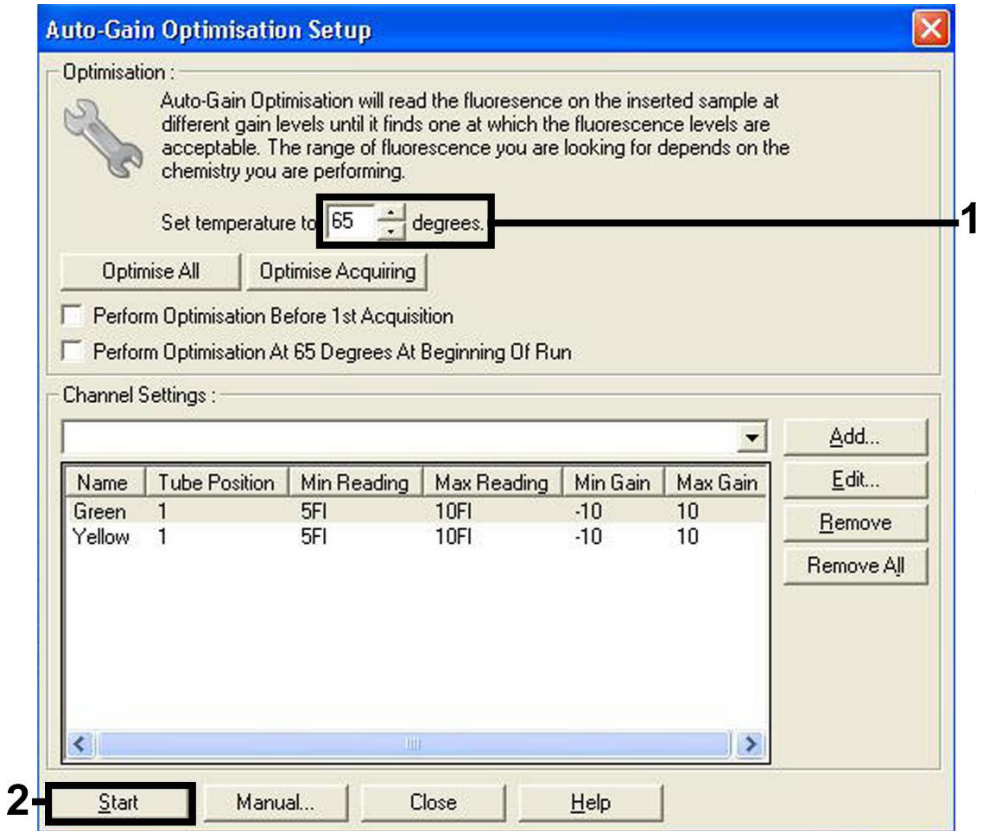 Auto-Gain Optimisation Setup
Optimisation :
Auto-Gain Optimisation will read the fluoresence on the inserted sample at
different gain levels until it finds one at which the fluorescence levels are
acceptable. The range of fluorescence you are looking for depends on the
chemistry you are performing.
Set temperature to 65 degrees. 1
Optimise All Optimise Acquiring
Perform Optimisation Before 1st Acquisition
Perform Optimisation At 65 Degrees At Beginning Of Run
Channel Settings :
Add...
Name Tube Position Min Reading Max Reading Min Gain Max Gain Edit...
Green 1 5Fl 10Fl -10 10
Remove
Yellow 1 5Fl 10Fl -10 10
Remove All
2 Start Manual... Close Help